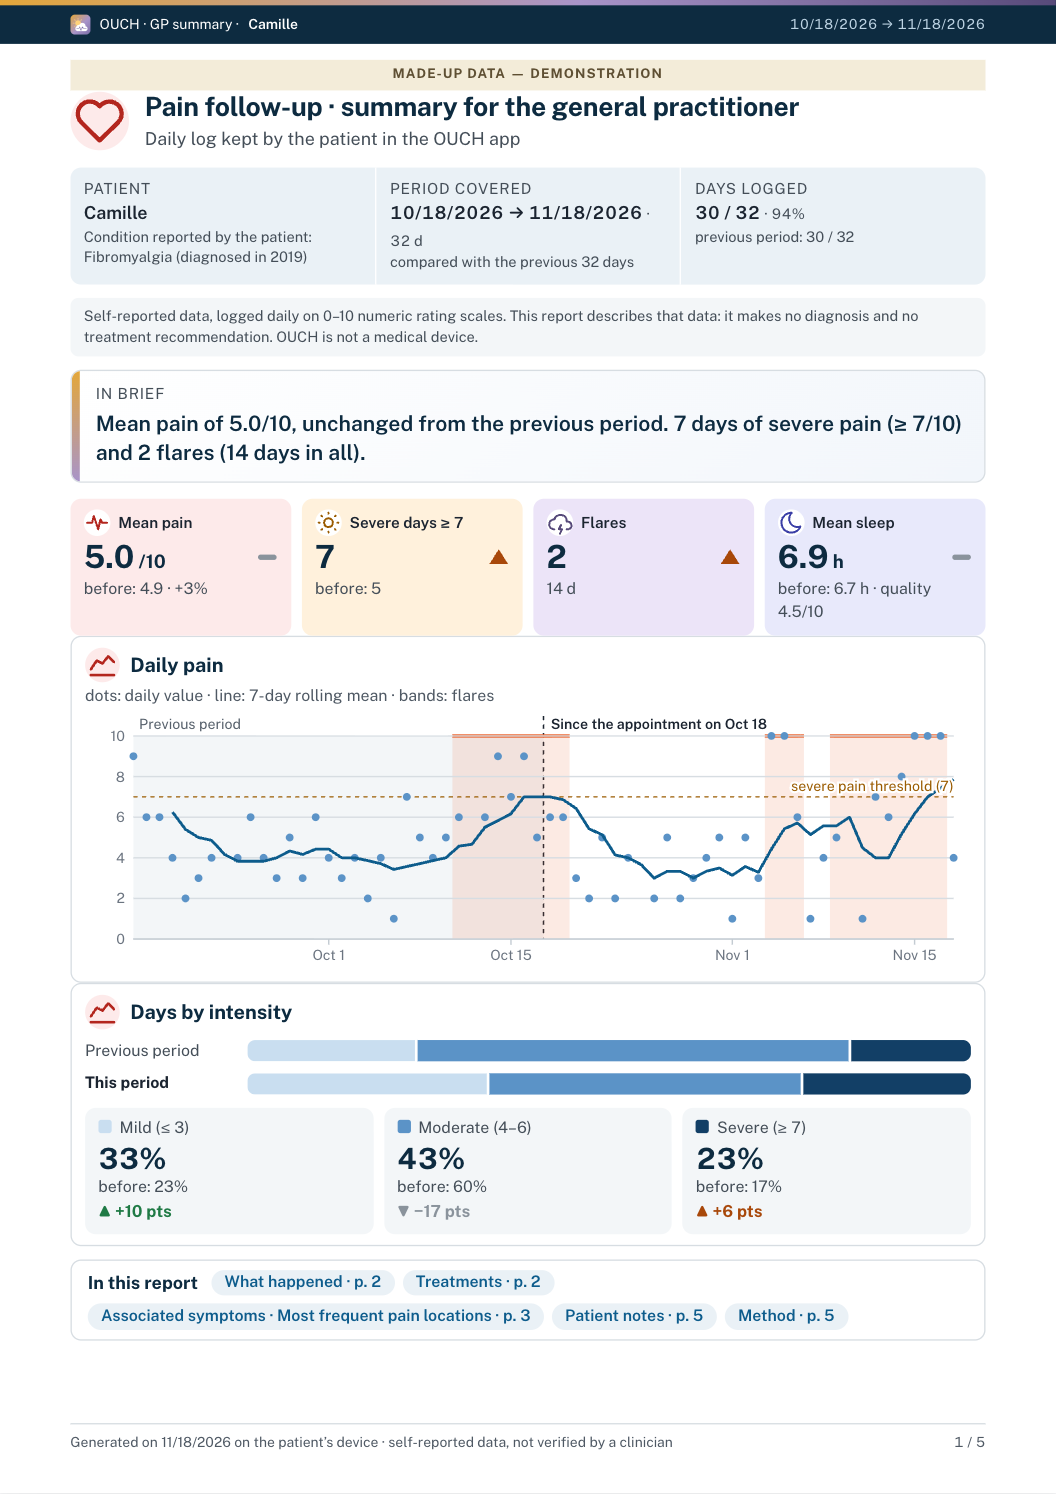 OUCH · GP summary · Camille
10/18/2026 → 11/18/2026
MADE-UP DATA — DEMONSTRATION
Pain follow-up · summary for the general practitioner
Daily log kept by the patient in the OUCH app
PATIENT
Camille
Condition reported by the patient:
Fibromyalgia (diagnosed in 2019)
PERIOD COVERED
10/18/2026 → 11/18/2026 ·
32 d
compared with the previous 32 days
DAYS LOGGED
30 / 32 · 94%
previous period: 30 / 32
Self-reported data, logged daily on 0–10 numeric rating scales. This report describes that data: it makes no diagnosis and no
treatment recommendation. OUCH is not a medical device.
IN BRIEF
Mean pain of 5.0/10, unchanged from the previous period. 7 days of severe pain (≥ 7/10)
and 2 flares (14 days in all).
Mean pain
5.0 /10
before: 4.9 · +3%
Severe days ≥ 7
7
before: 5
Flares
2
14 d
Mean sleep
6.9 h
before: 6.7 h · quality
4.5/10
Daily pain
dots: daily value · line: 7-day rolling mean · bands: flares
Previous period
Since the appointment on Oct 18
10
8
severe pain threshold (7)
6
4
2
0
Oct 1
Oct 15
Nov 1
Nov 15
Days by intensity
Previous period
This period
Mild (≤ 3)
33%
before: 23%
▲ +10 pts
Moderate (4–6)
43%
before: 60%
▼ −17 pts
Severe (≥ 7)
23%
before: 17%
▲ +6 pts
In this report
What happened · p. 2
Treatments · p. 2
Associated symptoms · Most frequent pain locations · p. 3
Patient notes · p. 5
Method · p. 5
Generated on 11/18/2026 on the patient's device · self-reported data, not verified by a clinician
1 / 5